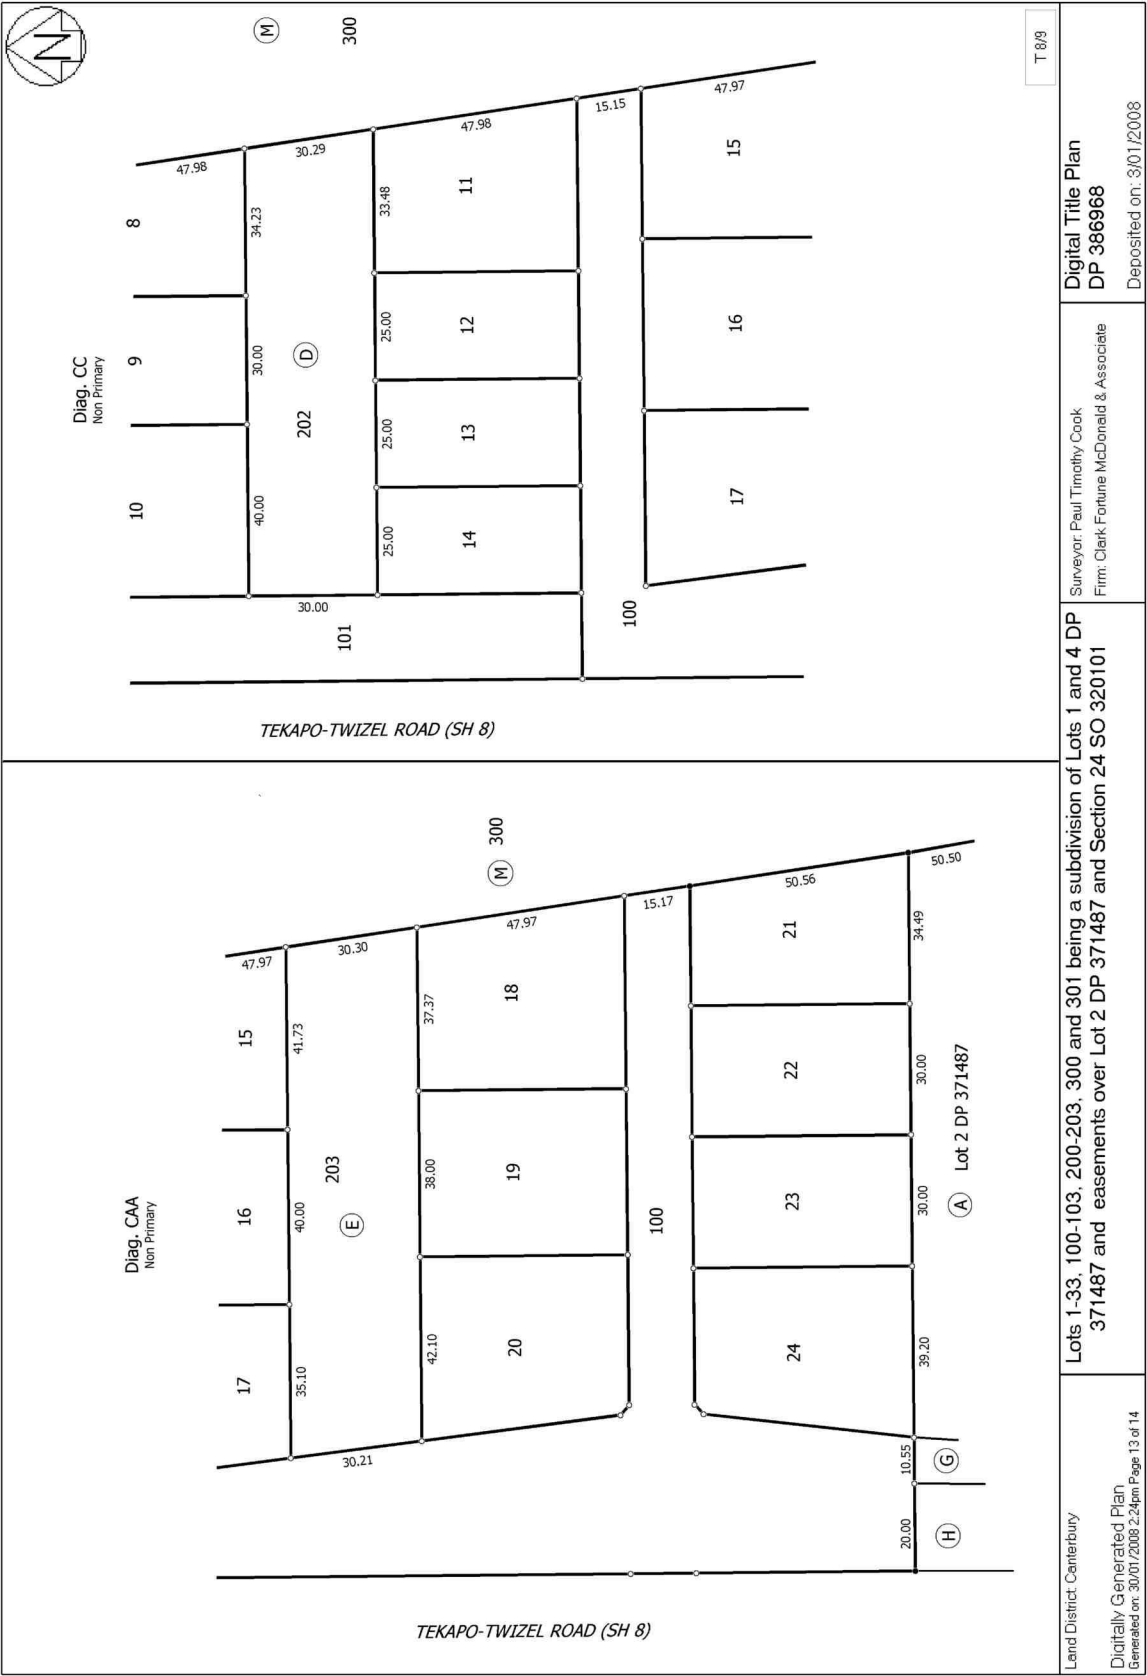 Diag. CAA
Non Primary
47.97
30.30
47.97
15.17
50.56
50.50
M 300
15
16
17
41.73
40.00
35.10
30.21
203
E
37.37
38.00
42.10
18
19
20
100
21
22
23
24
34.49
30.00
30.00
39.20
10.55
20.00
A Lot 2 DP 371487
G
H
TEKAPO-TWIZEL ROAD (SH 8)
Diag. CC
Non Primary
N
M 300
8
9
10
47.98
30.29
47.98
15.15
47.97
34.23
30.00
40.00
30.00
202
D
101
33.48
25.00
25.00
25.00
11
12
13
14
100
15
16
17
TEKAPO-TWIZEL ROAD (SH 8)
T 8/9
Land District: Canterbury
Digitally Generated Plan
Generated on: 30/01/2008 2:24pm Page 13 of 14
Lots 1-33, 100-103, 200-203, 300 and 301 being a subdivision of Lots 1 and 4 DP
371487 and easements over Lot 2 DP 371487 and Section 24 SO 320101
Surveyor: Paul Timothy Cook
Firm: Clark Fortune McDonald & Associate
Digital Title Plan
DP 386968
Deposited on: 3/01/2008